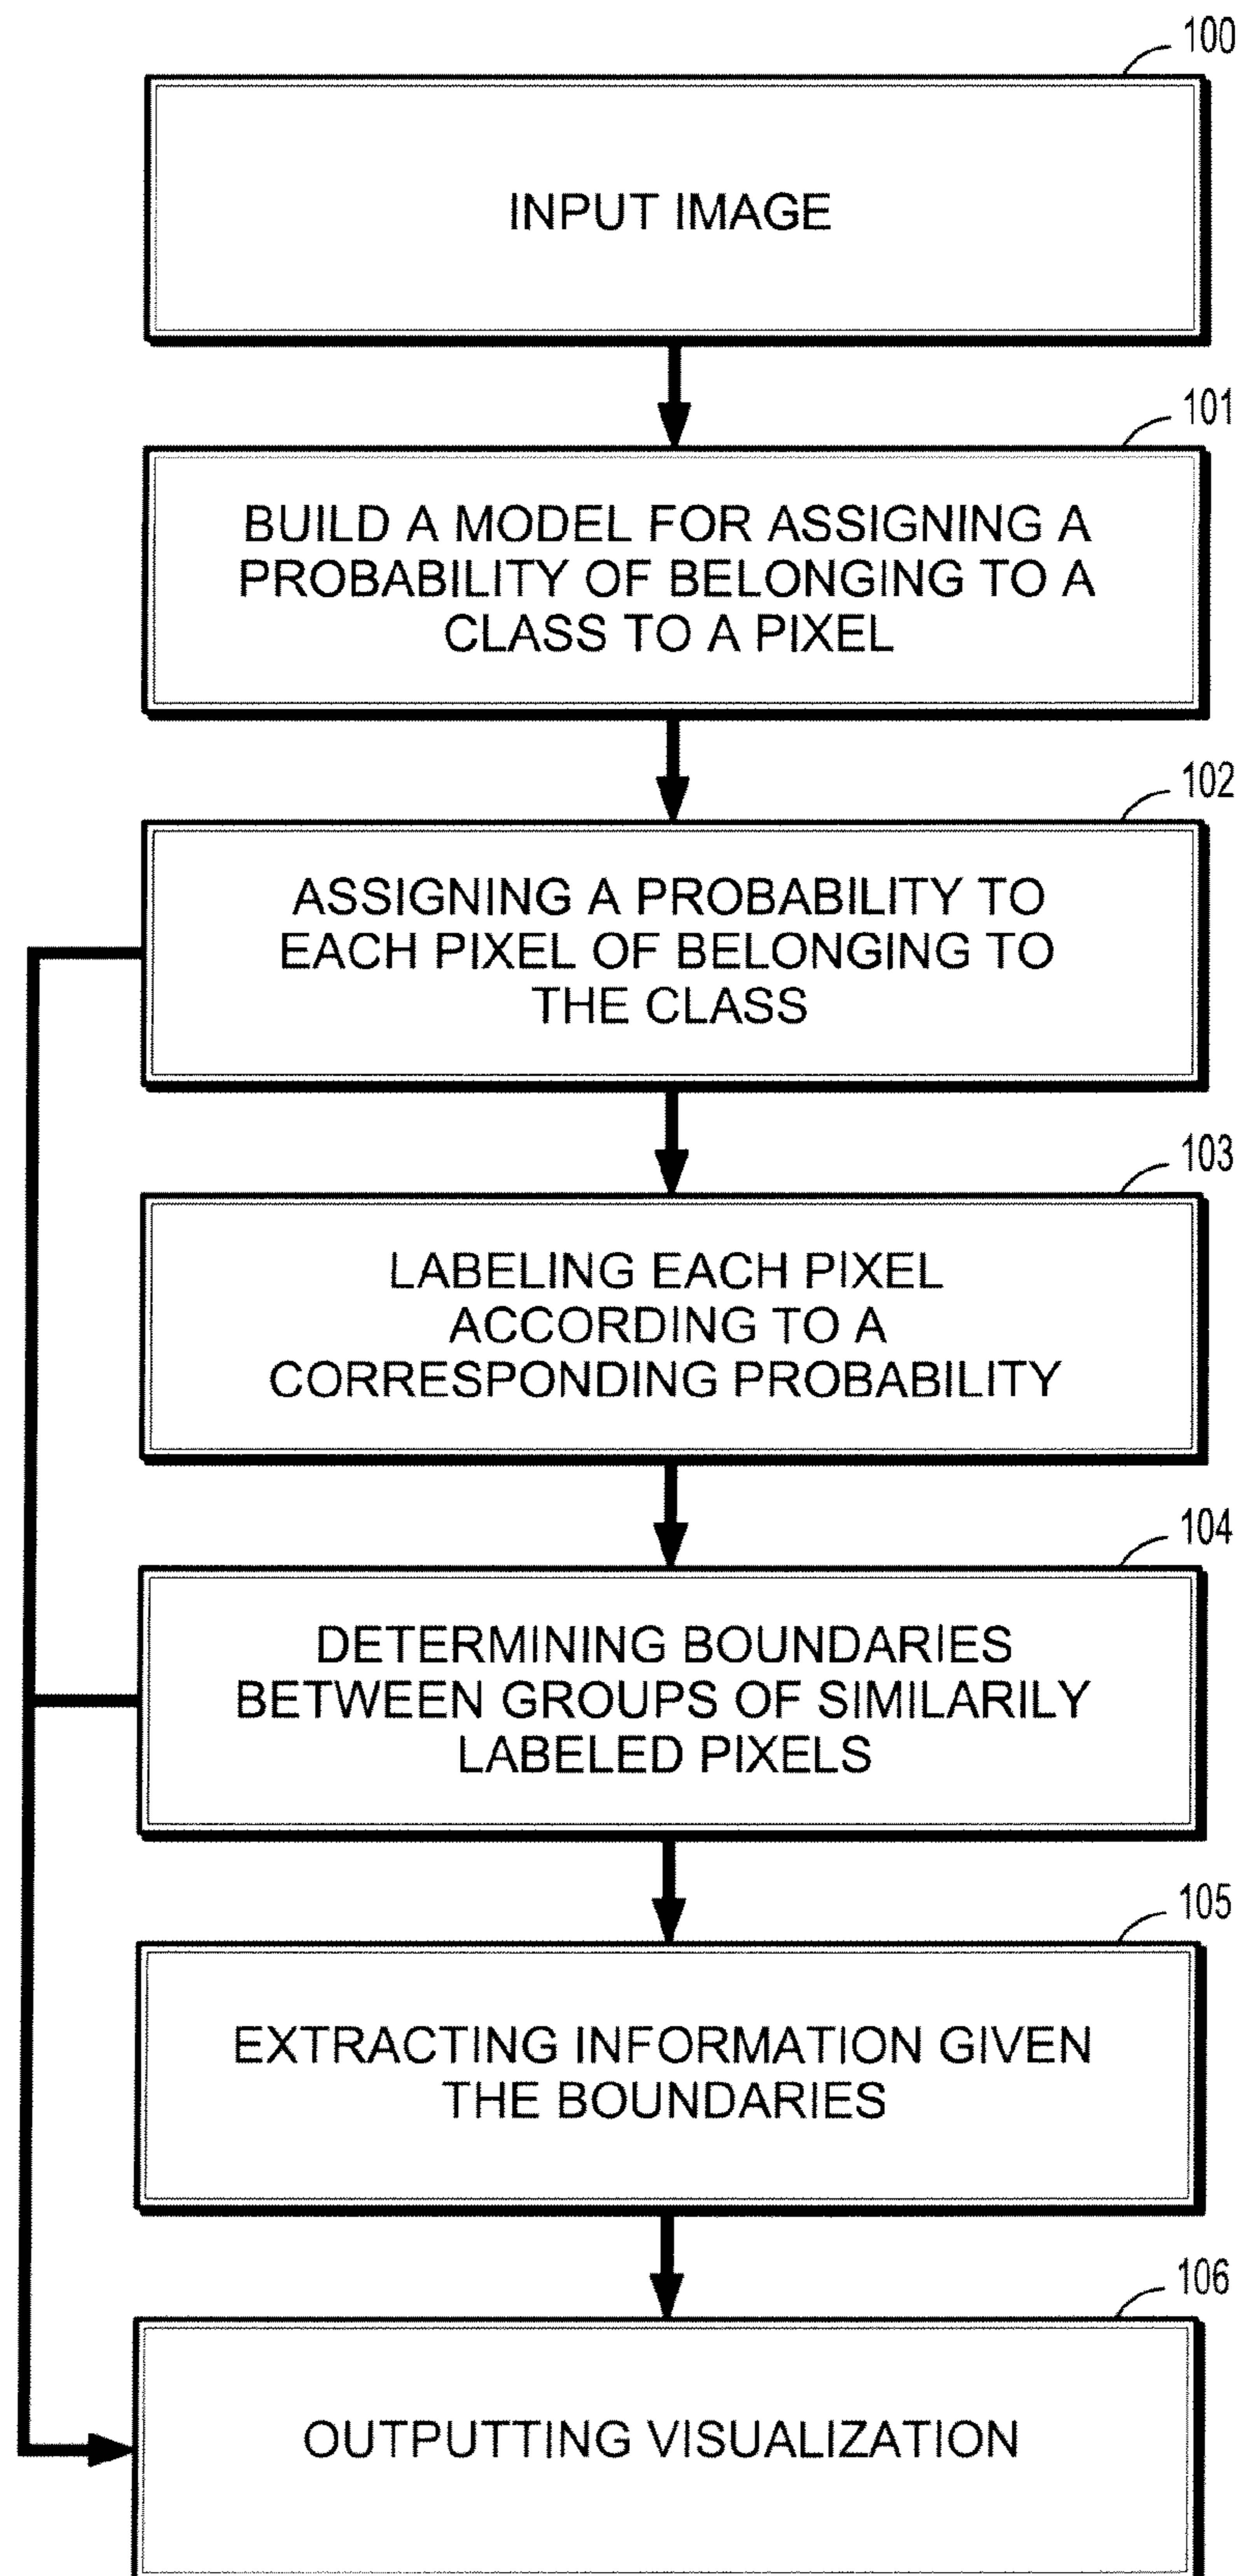 100
INPUT IMAGE
101
BUILD A MODEL FOR ASSIGNING A
PROBABILITY OF BELONGING TO A
CLASS TO A PIXEL
102
ASSIGNING A PROBABILITY TO
EACH PIXEL OF BELONGING TO
THE CLASS
103
LABELING EACH PIXEL
ACCORDING TO A
CORRESPONDING PROBABILITY
104
DETERMINING BOUNDARIES
BETWEEN GROUPS OF SIMILARILY
LABELED PIXELS
105
EXTRACTING INFORMATION GIVEN
THE BOUNDARIES
106
OUTPUTTING VISUALIZATION